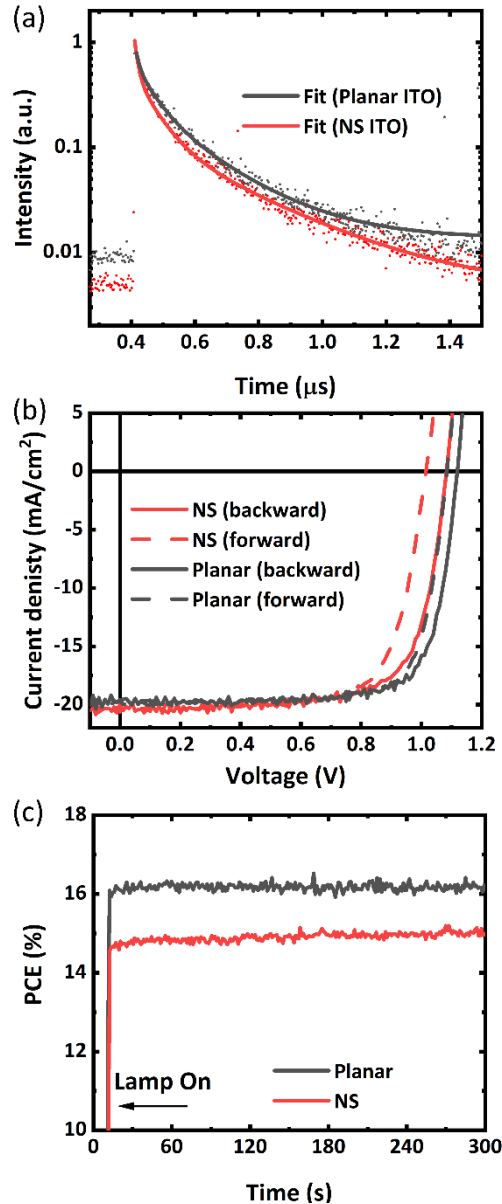 (a)
1
0.1
0.01
Intensity (a.u.)
Fit (Planar ITO)
Fit (NS ITO)
0.4 0.6 0.8 1.0 1.2 1.4
Time (μs)
(b)
5
0
-5
-10
-15
-20
Current denisty (mA/cm²)
NS (backward)
NS (forward)
Planar (backward)
Planar (forward)
0.0 0.2 0.4 0.6 0.8 1.0 1.2
Voltage (V)
(c)
18
16
14
12
10
PCE (%)
Lamp On
Planar
NS
0 60 120 180 240 300
Time (s)